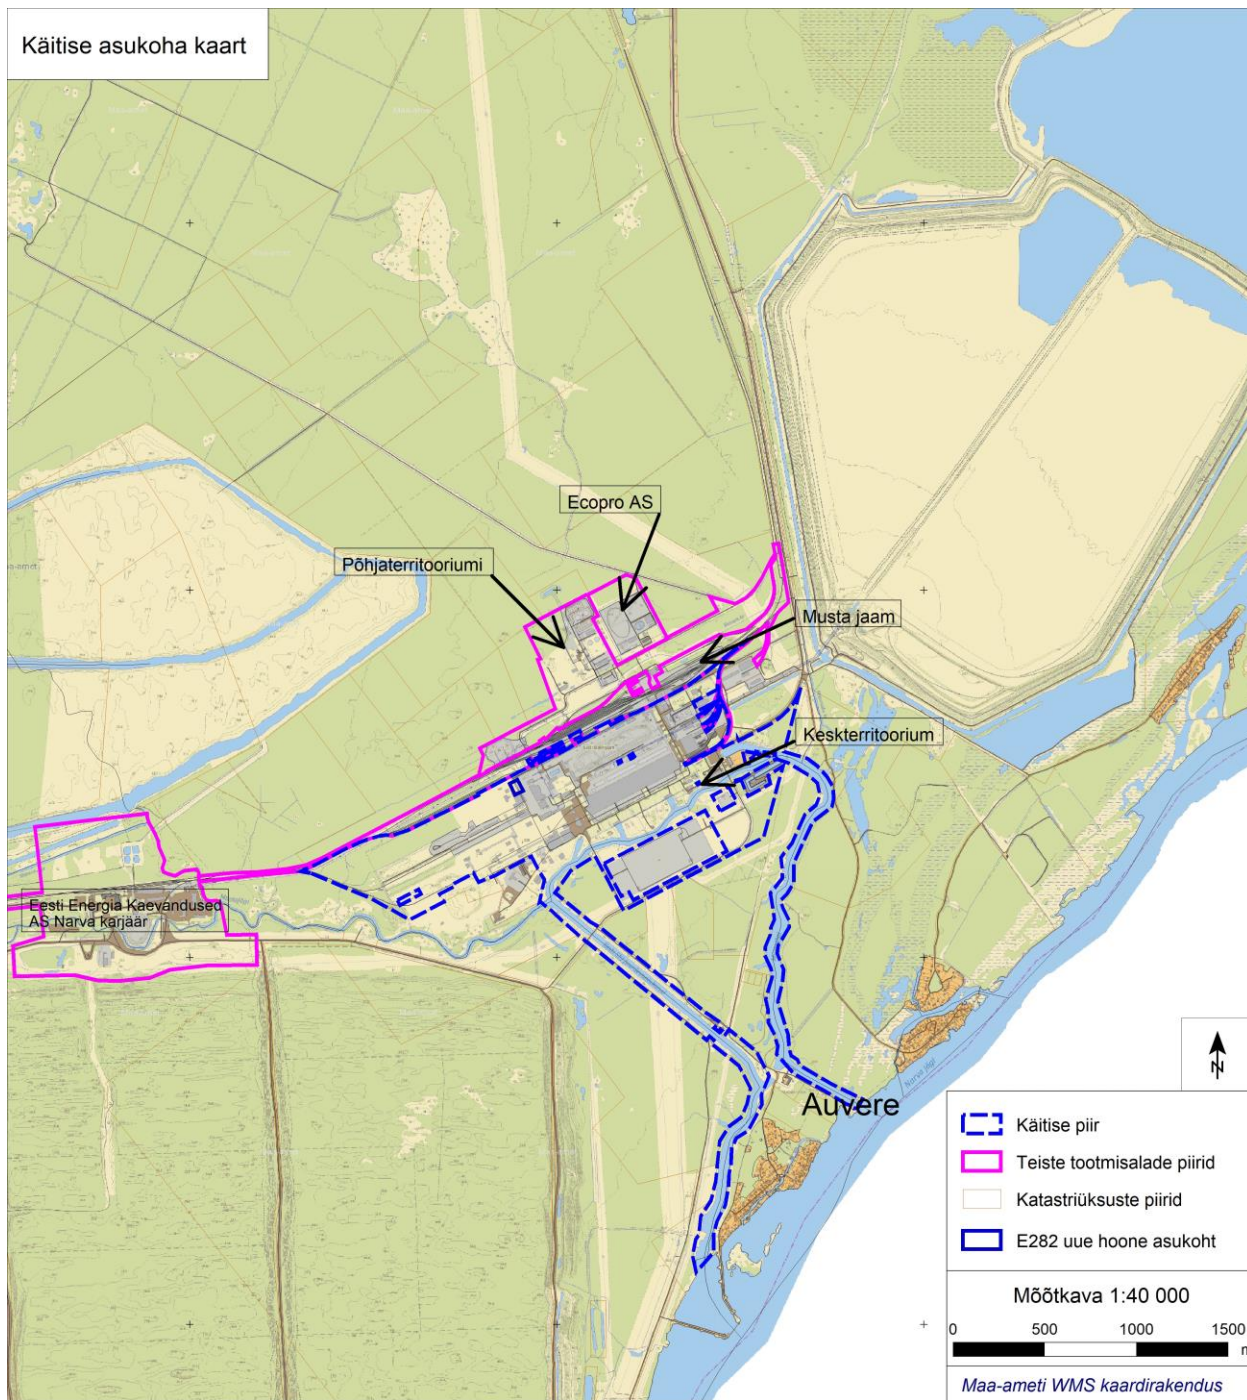 Käitise asukoha kaart
Ecopro AS
Põhjaterritooriumi
Musta jaam
Keskterritoorium
Eesti Energia Kaevandused
AS Narva karjäär
Auvere
Narva jõgi
N
Käitise piir
Teiste tootmisalade piirid
Katastriüksuste piirid
E282 uue hoone asukoht
Mõõtkava 1:40 000
0 500 1000 1500
m
Maa-ameti WMS kaardirakendus